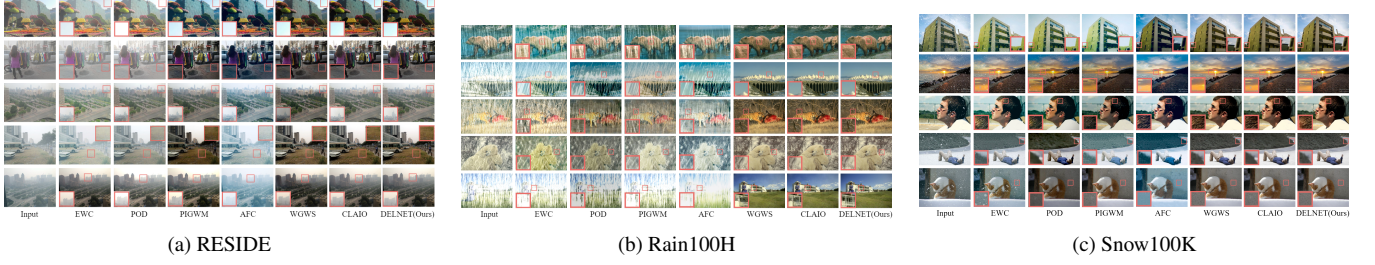 Input EWC POD PIGWM AFC WGWS CLAIO DELNET(Ours)
(a) RESIDE
Input EWC POD PIGWM AFC WGWS CLAIO DELNET(Ours)
(b) Rain100H
Input EWC POD PIGWM AFC WGWS CLAIO DELNET(Ours)
(c) Snow100K